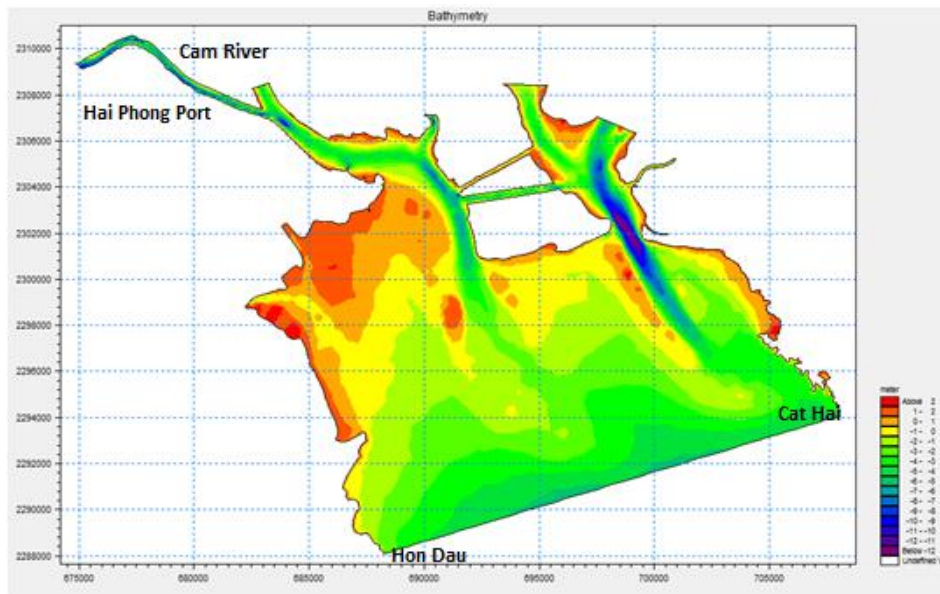 Bathymetry
2310000
2308000
2306000
2304000
2302000
2300000
2298000
2296000
2294000
2292000
2290000
2288000
Cam River
Hai Phong Port
Cat Hai
Hon Dau
675000 680000 685000 690000 695000 700000 705000
meter
Above 2
1 - 2
0 - 1
-1 - 0
-2 - -1
-3 - -2
-4 - -3
-5 - -4
-6 - -5
-7 - -6
-8 - -7
-9 - -8
-10 - -9
-11 - -10
-12 - -11
Below -12
Undefined V